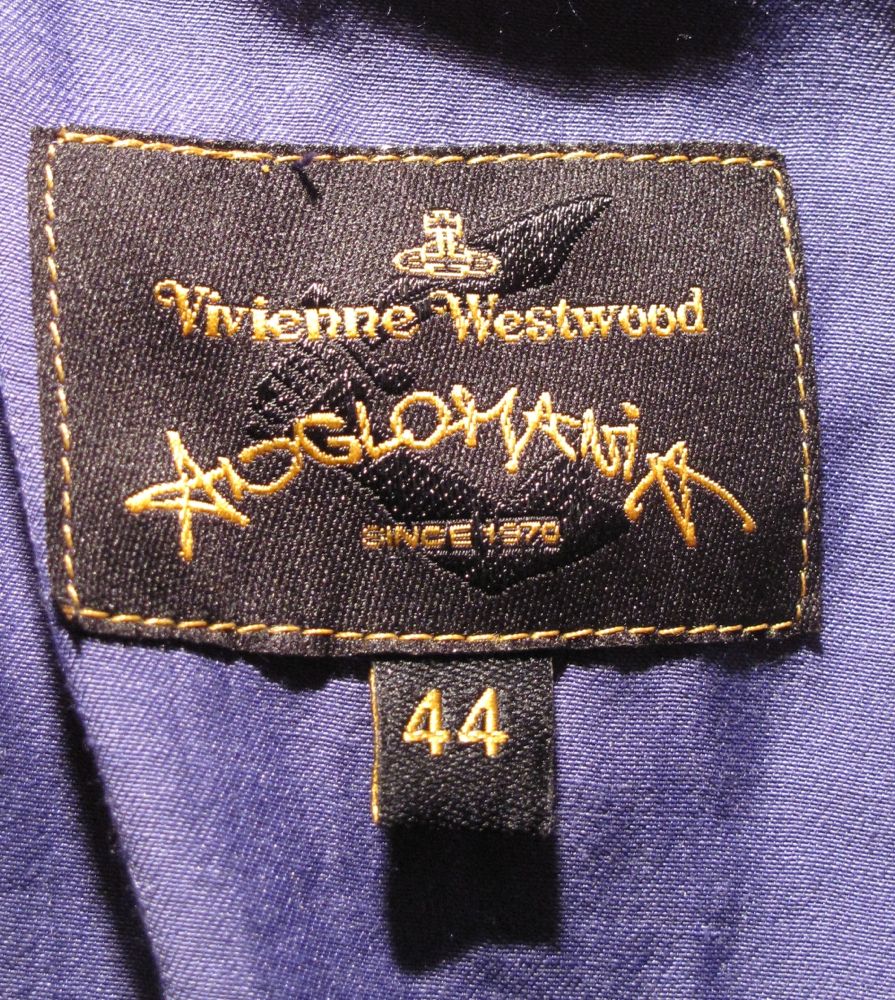 Vivienne Westwood
ANGLOMANIA
SINCE 1970
44